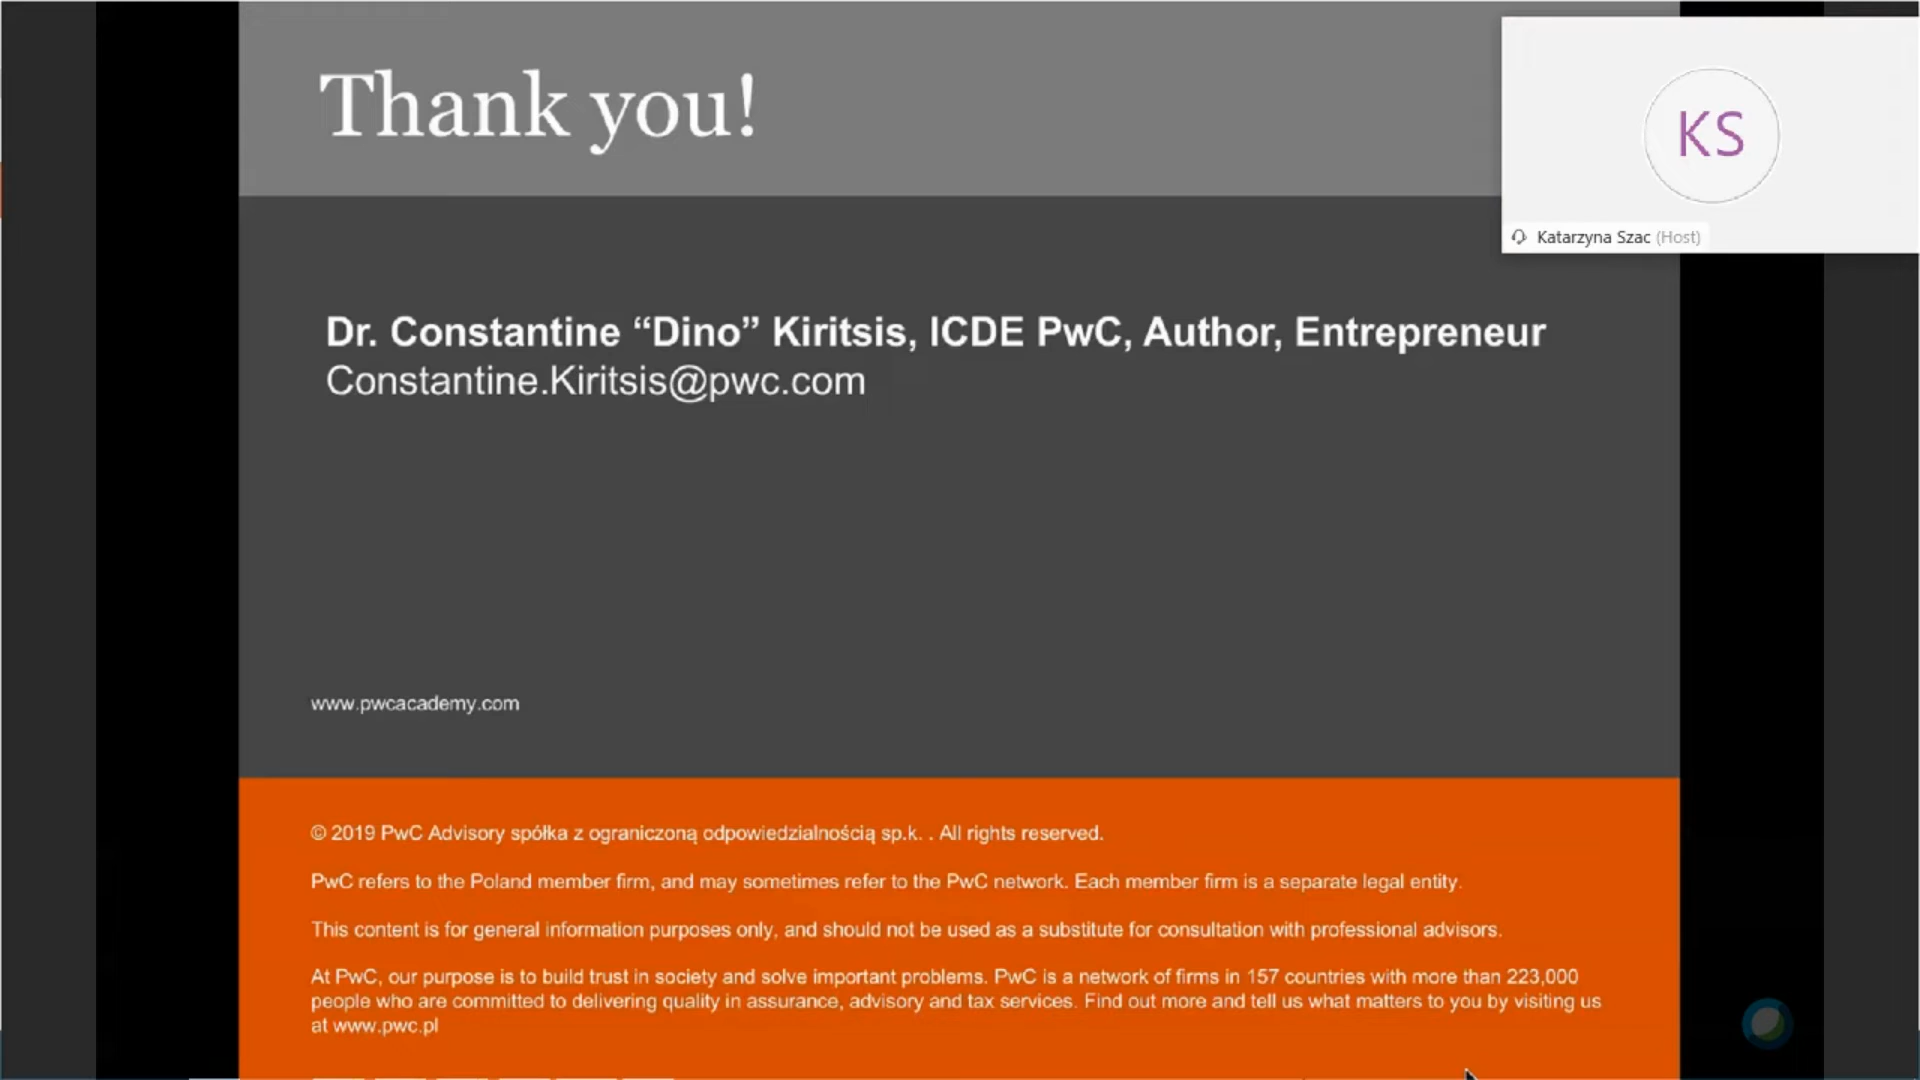 Thank you!
KS
Katarzyna Szac (Host)
Dr. Constantine “Dino” Kiritsis, ICDE PwC, Author, Entrepreneur
Constantine.Kiritsis@pwc.com
www.pwcacademy.com
© 2019 PwC Advisory spółka z ograniczoną odpowiedzialnością sp.k. . All rights reserved.
PwC refers to the Poland member firm, and may sometimes refer to the PwC network. Each member firm is a separate legal entity.
This content is for general information purposes only, and should not be used as a substitute for consultation with professional advisors.
At PwC, our purpose is to build trust in society and solve important problems. PwC is a network of firms in 157 countries with more than 223,000
people who are committed to delivering quality in assurance, advisory and tax services. Find out more and tell us what matters to you by visiting us
at www.pwc.pl